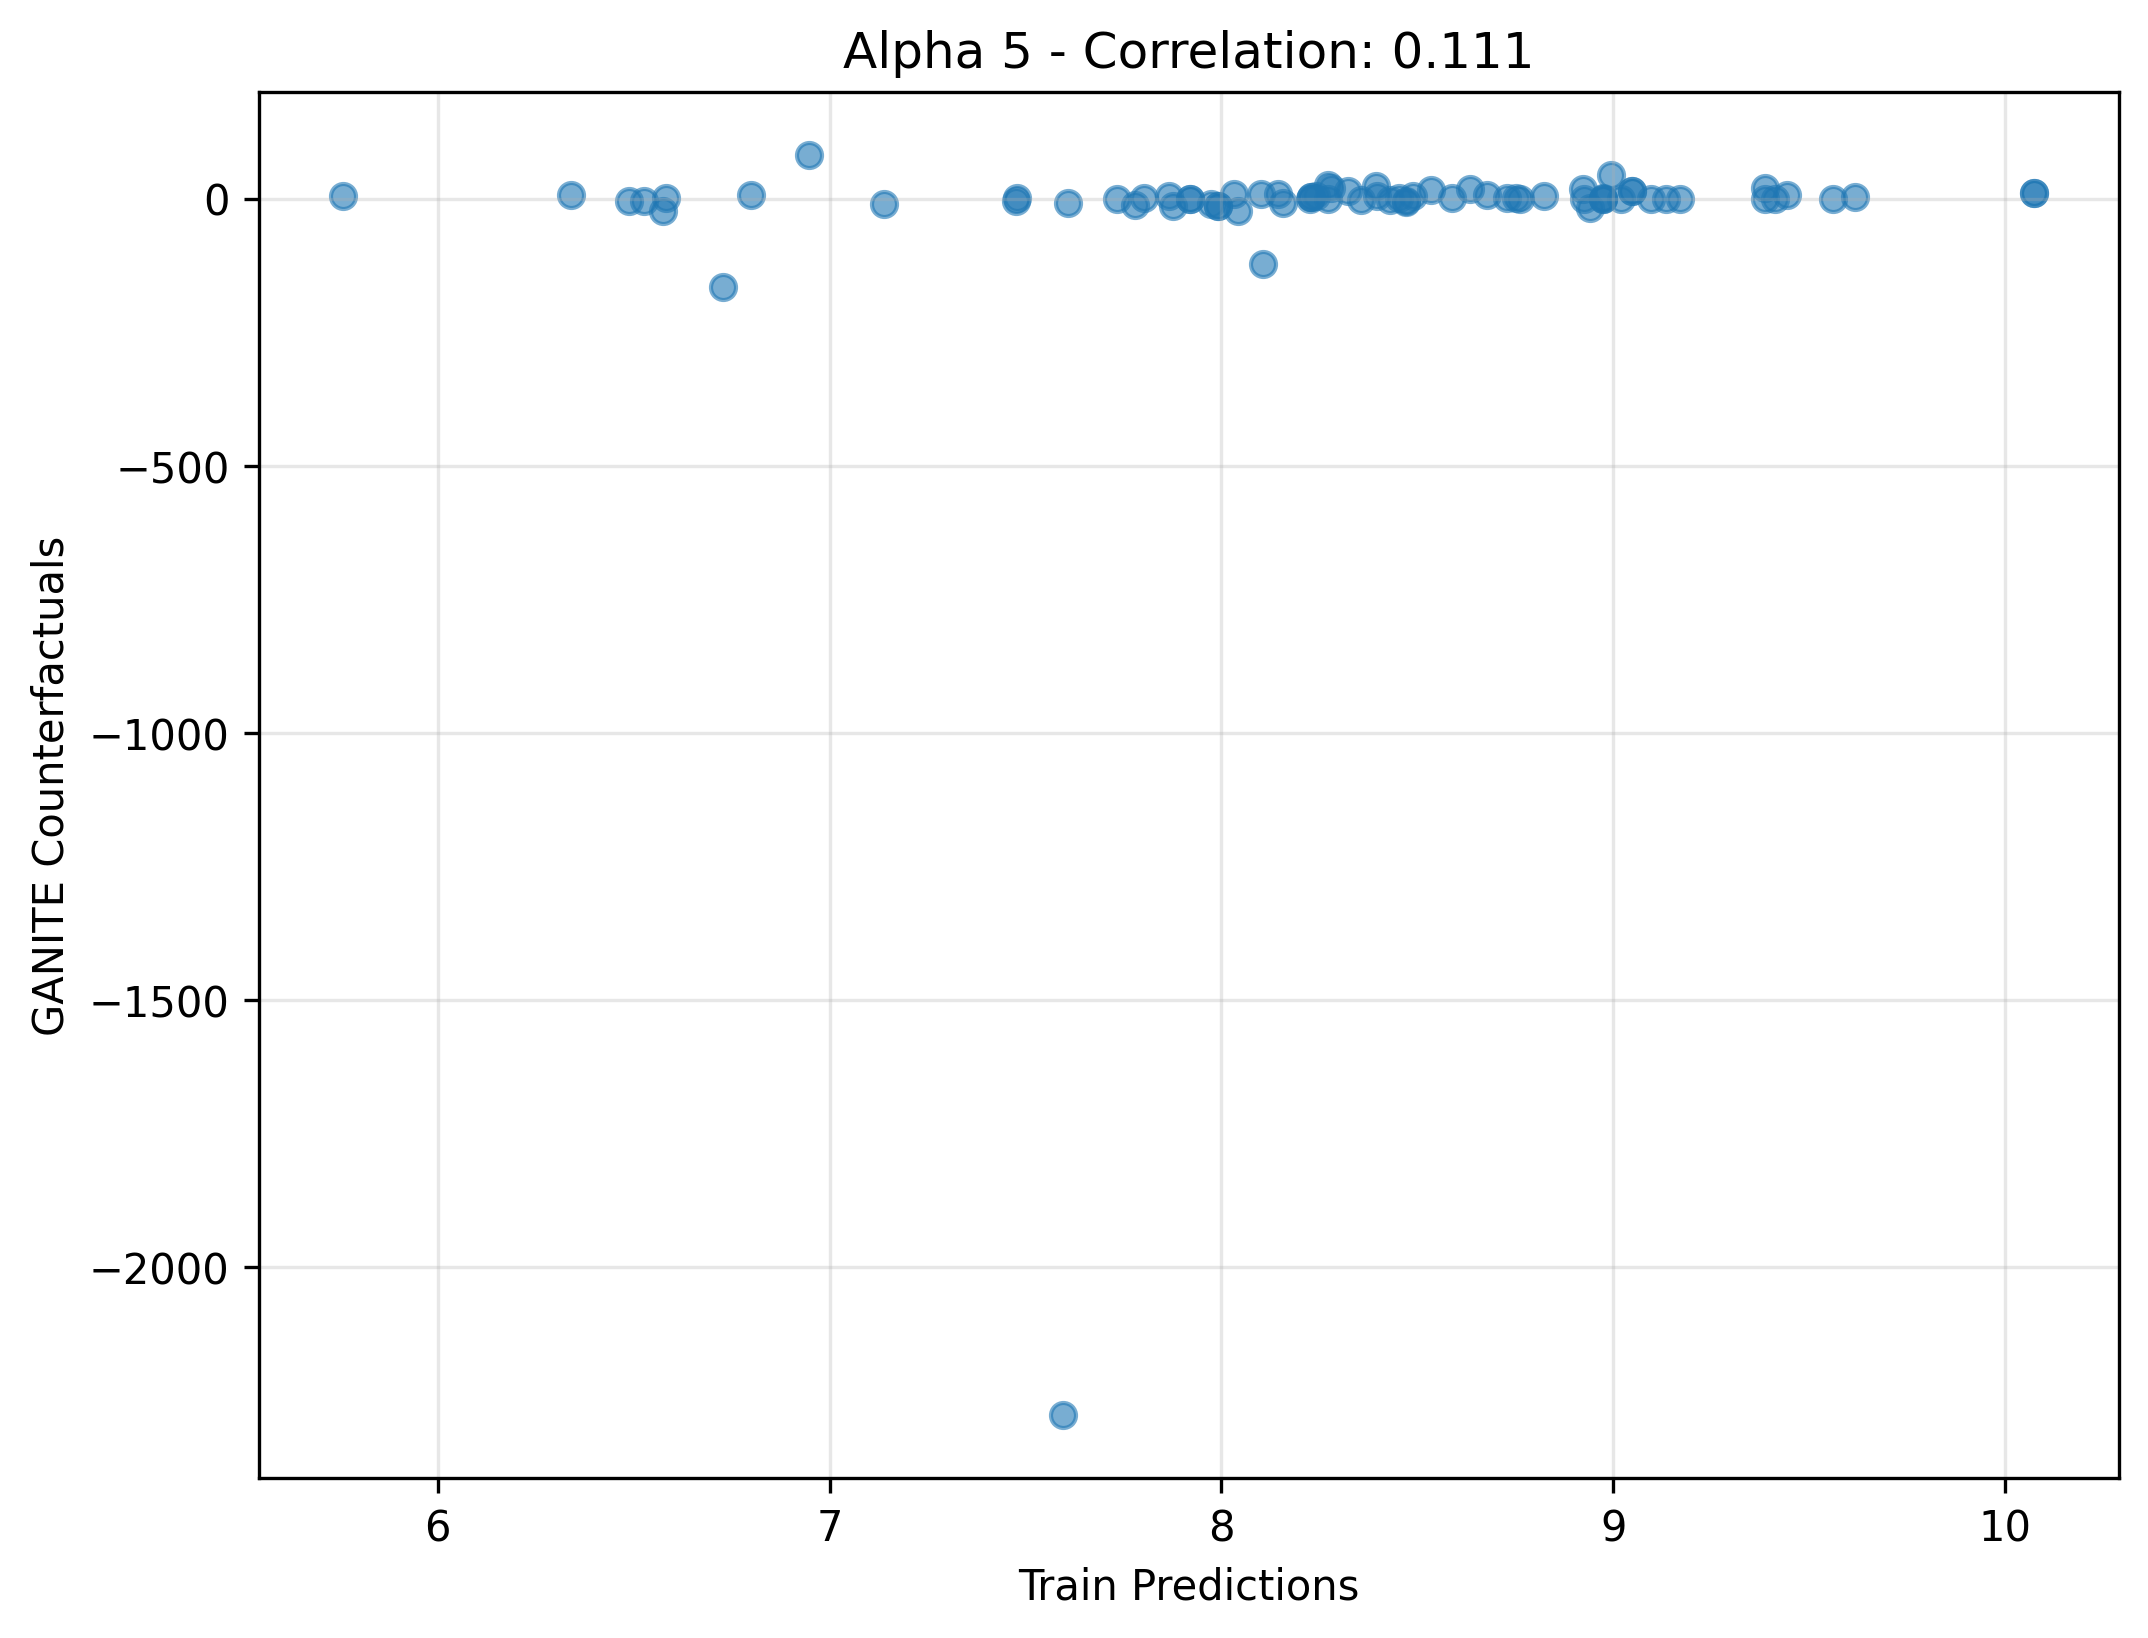 Alpha 5 - Correlation: 0.111
0
−500
−1000
−1500
−2000
GANITE Counterfactuals
6 7 8 9 10
Train Predictions